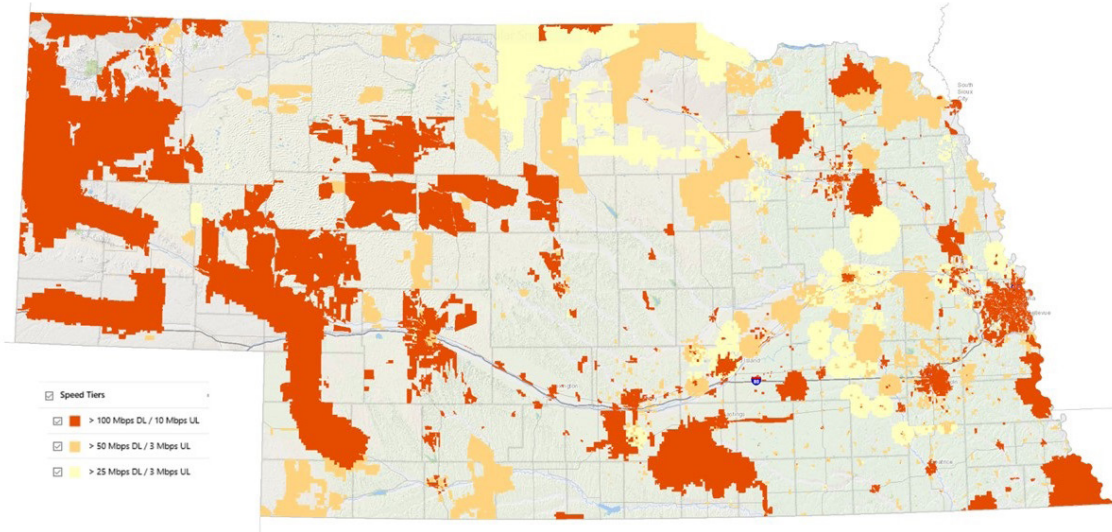 South
Sioux
City
80
Speed Tiers
> 100 Mbps DL / 10 Mbps UL
> 50 Mbps DL / 3 Mbps UL
> 25 Mbps DL / 3 Mbps UL